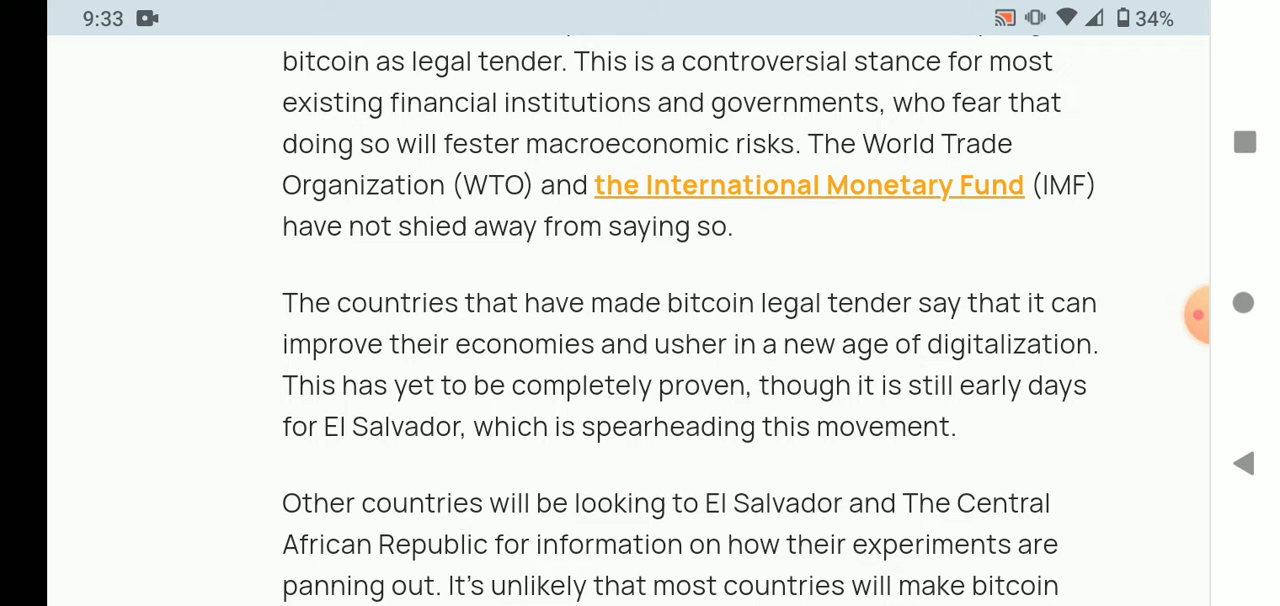 9:33 34%
bitcoin as legal tender. This is a controversial stance for most
existing financial institutions and governments, who fear that
doing so will fester macroeconomic risks. The World Trade
Organization (WTO) and the International Monetary Fund (IMF)
have not shied away from saying so.
The countries that have made bitcoin legal tender say that it can
improve their economies and usher in a new age of digitalization.
This has yet to be completely proven, though it is still early days
for El Salvador, which is spearheading this movement.
Other countries will be looking to El Salvador and The Central
African Republic for information on how their experiments are
panning out. It's unlikely that most countries will make bitcoin